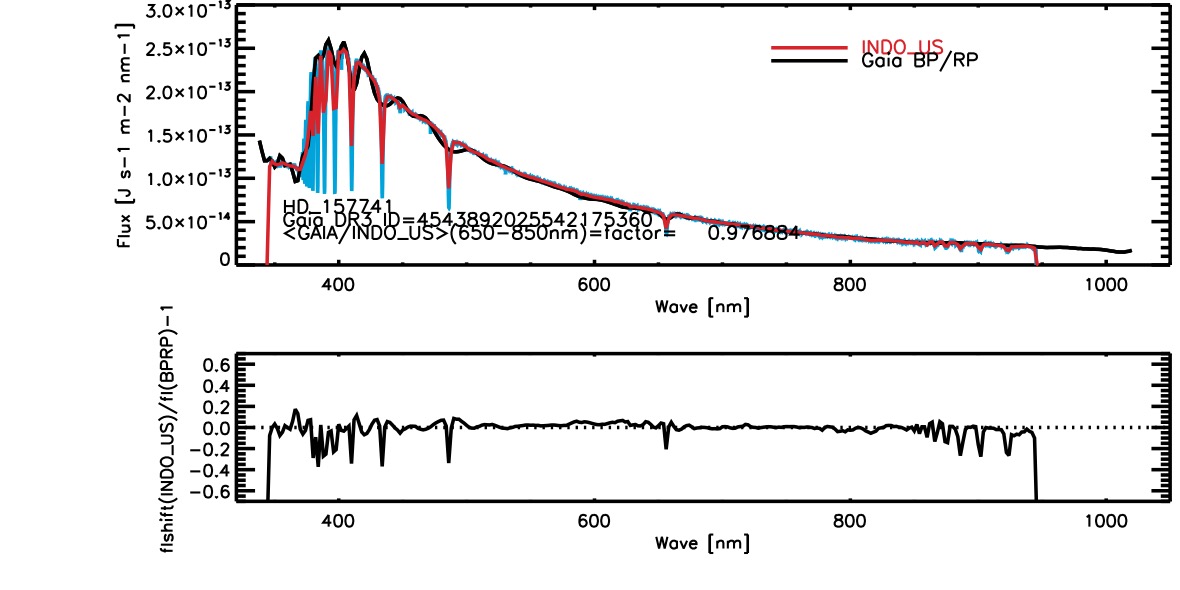 3.0×10−13
2.5×10−13
2.0×10−13
1.5×10−13
1.0×10−13
5.0×10−14
0
Flux [J s−1 m−2 nm−1]
INDO_US
Gaia BP/RP
HD_157741
Gaia DR3 ID=4543892025542175360
<GAIA/INDO_US>(650−850nm)=factor= 0.976884
400 600 800 1000
Wave [nm]
flshift(INDO_US)/fl(BPRP)−1
0.6
0.4
0.2
0.0
−0.2
−0.4
−0.6
400 600 800 1000
Wave [nm]